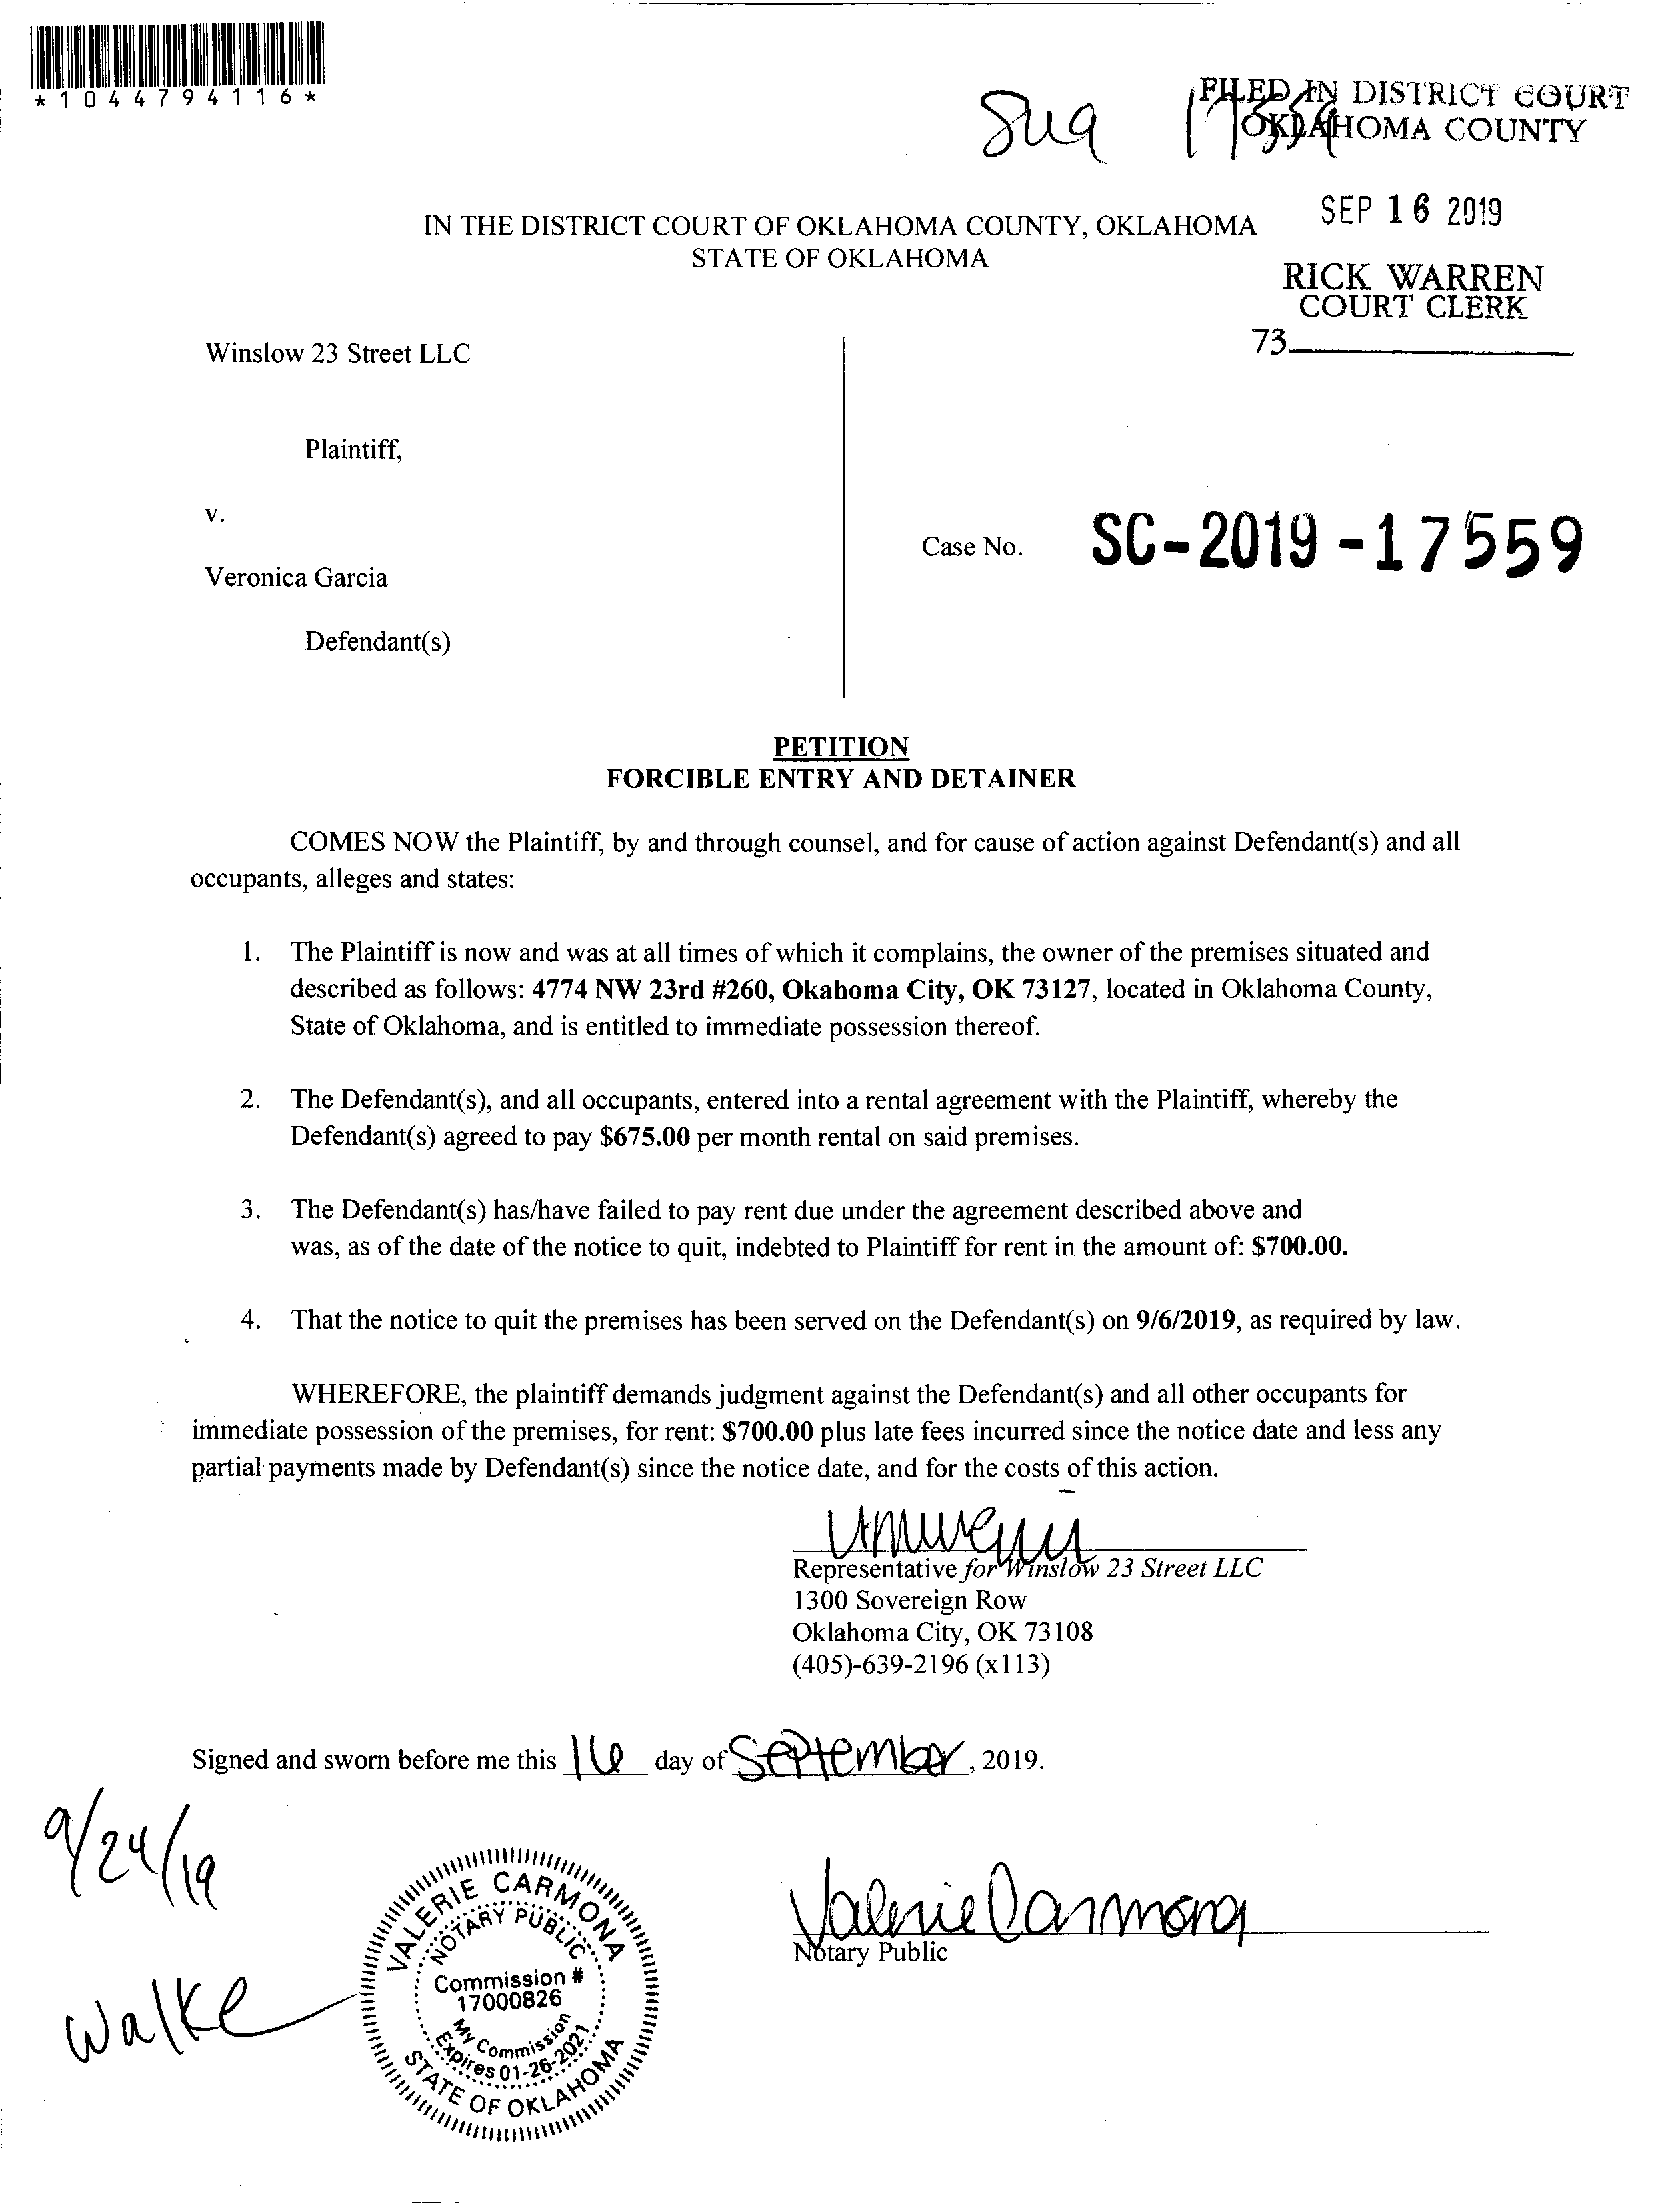 *1044794116*
FILED IN DISTRICT COURT
OKLAHOMA COUNTY
SEP 16 2019
IN THE DISTRICT COURT OF OKLAHOMA COUNTY, OKLAHOMA
STATE OF OKLAHOMA
RICK WARREN
COURT CLERK
73
Winslow 23 Street LLC
Plaintiff,
v.
Case No. SC-2019-17559
Veronica Garcia
Defendant(s)
PETITION
FORCIBLE ENTRY AND DETAINER
COMES NOW the Plaintiff, by and through counsel, and for cause of action against Defendant(s) and all
occupants, alleges and states:
1. The Plaintiff is now and was at all times of which it complains, the owner of the premises situated and
described as follows: 4774 NW 23rd #260, Okahoma City, OK 73127, located in Oklahoma County,
State of Oklahoma, and is entitled to immediate possession thereof.
2. The Defendant(s), and all occupants, entered into a rental agreement with the Plaintiff, whereby the
Defendant(s) agreed to pay $675.00 per month rental on said premises.
3. The Defendant(s) has/have failed to pay rent due under the agreement described above and
was, as of the date of the notice to quit, indebted to Plaintiff for rent in the amount of: $700.00.
4. That the notice to quit the premises has been served on the Defendant(s) on 9/6/2019, as required by law.
WHEREFORE, the plaintiff demands judgment against the Defendant(s) and all other occupants for
immediate possession of the premises, for rent: $700.00 plus late fees incurred since the notice date and less any
partial payments made by Defendant(s) since the notice date, and for the costs of this action.
Representative for Winslow 23 Street LLC
1300 Sovereign Row
Oklahoma City, OK 73108
(405)-639-2196 (x113)
Signed and sworn before me this 16 day of September, 2019.
9/24/19
Walke
VALERIE CARMONA
NOTARY PUBLIC
Commission #
17000826
My Commission
Expires 01-26-2021
STATE OF OKLAHOMA
Valerie Carmona
Notary Public